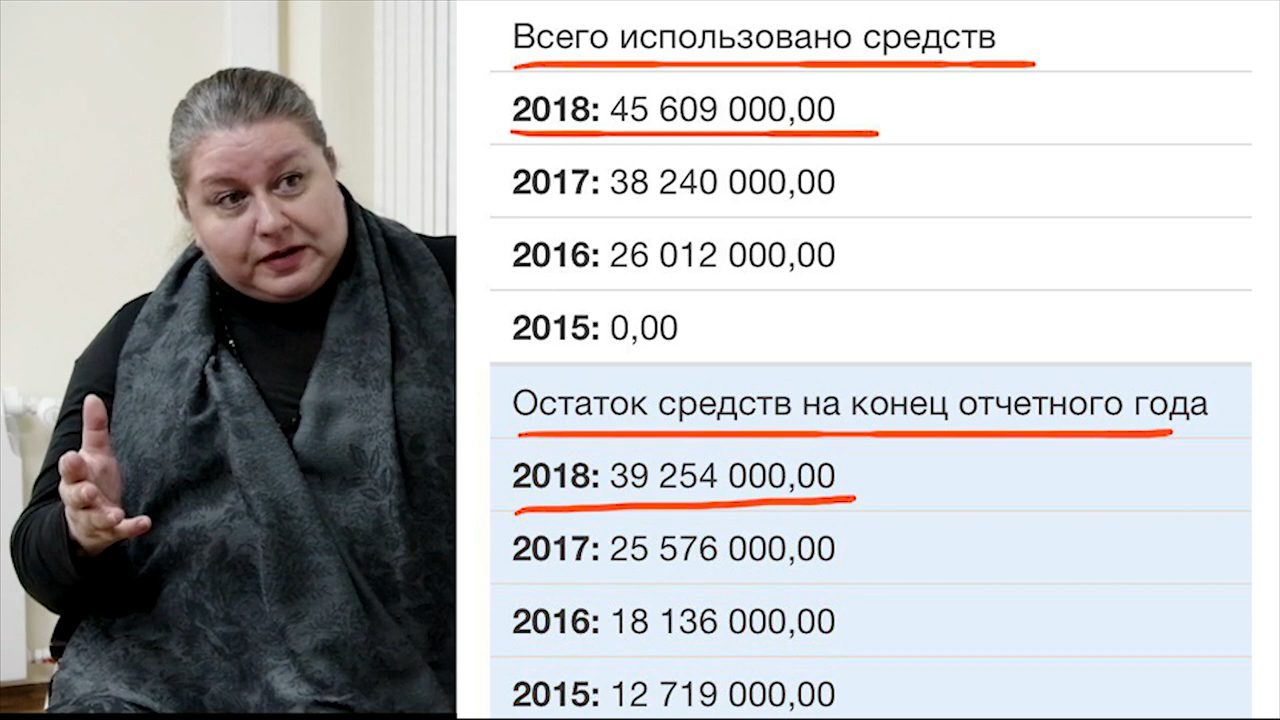 Всего использовано средств
2018: 45 609 000,00
2017: 38 240 000,00
2016: 26 012 000,00
2015: 0,00
Остаток средств на конец отчетного года
2018: 39 254 000,00
2017: 25 576 000,00
2016: 18 136 000,00
2015: 12 719 000,00